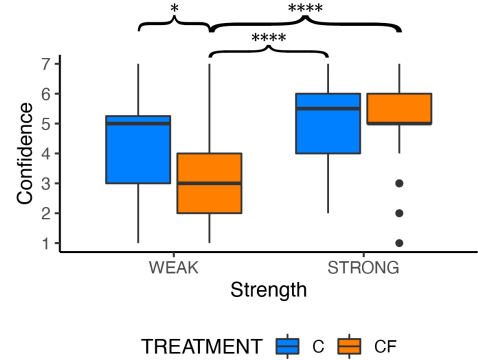 * ****
****
7
6
5
4
3
2
1
Confidence
WEAK STRONG
Strength
TREATMENT C CF